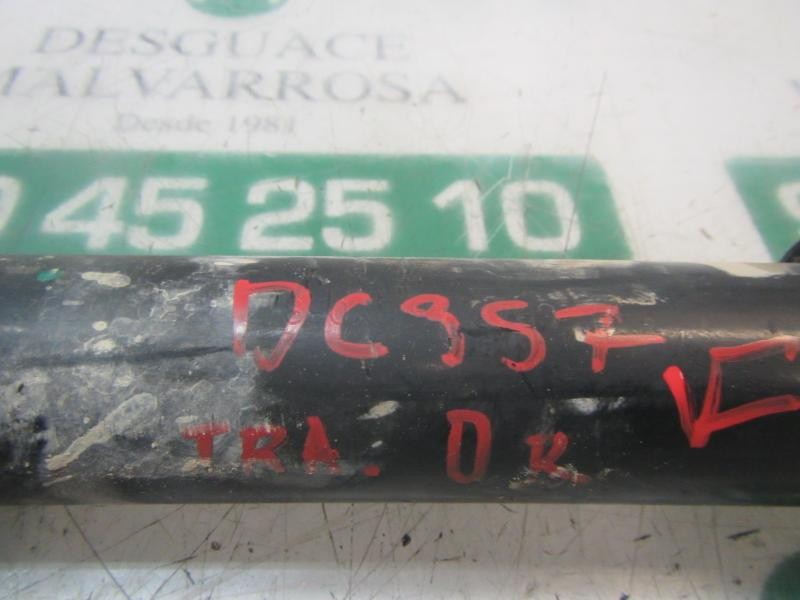 DESGUACE
MALVARROSA
Desde 1981
45 25 10
DC957
TRA. DR.